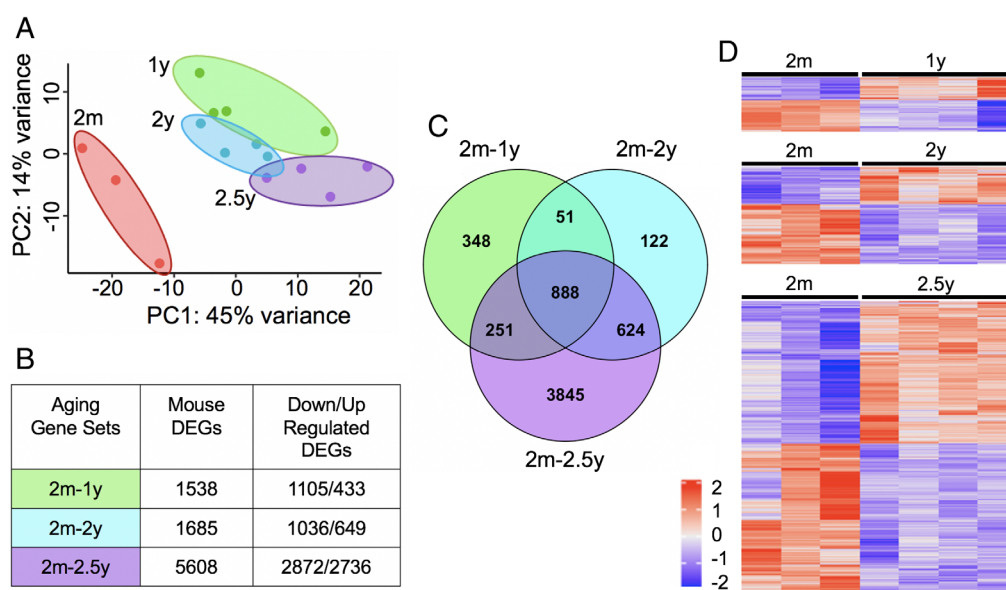 A
1y
2m
2y
2.5y
10
0
-10
PC2: 14% variance
-20
-10
0
10
20
PC1: 45% variance
B
Aging
Gene Sets
Mouse
DEGs
Down/Up
Regulated
DEGs
2m-1y
1538
1105/433
2m-2y
1685
1036/649
2m-2.5y
5608
2872/2736
C
2m-1y
2m-2y
348
51
122
888
251
624
3845
2m-2.5y
D
2m
1y
2m
2y
2m
2.5y
2
1
0
-1
-2